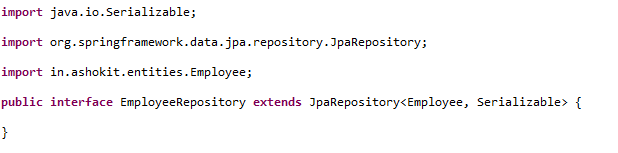 import java.io.Serializable;
import org.springframework.data.jpa.repository.JpaRepository;
import in.ashokit.entities.Employee;
public interface EmployeeRepository extends JpaRepository<Employee, Serializable> {
}